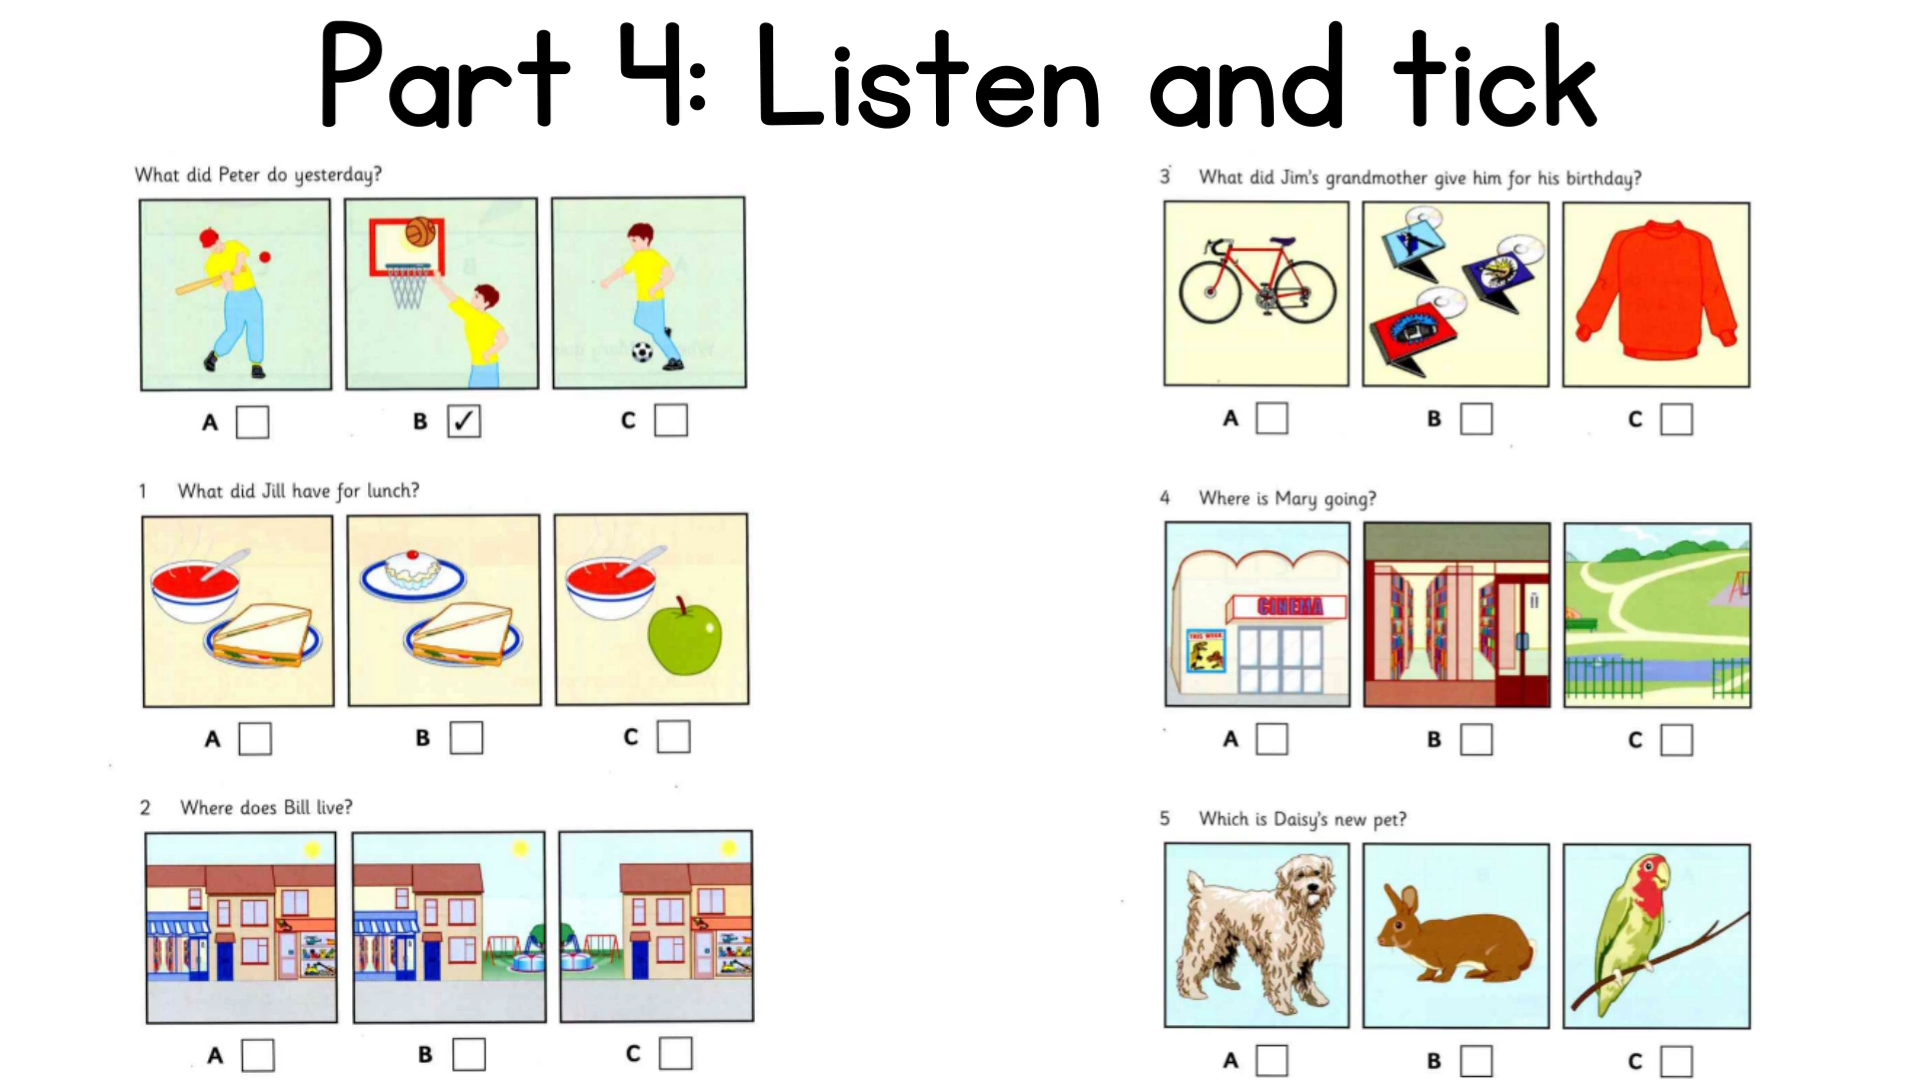 Part 4: Listen and tick
What did Peter do yesterday?
A B ✓ C
1 What did Jill have for lunch?
A B C
2 Where does Bill live?
A B C
3 What did Jim's grandmother give him for his birthday?
A B C
4 Where is Mary going?
CINEMA
THIS WEEK
A B C
5 Which is Daisy's new pet?
A B C